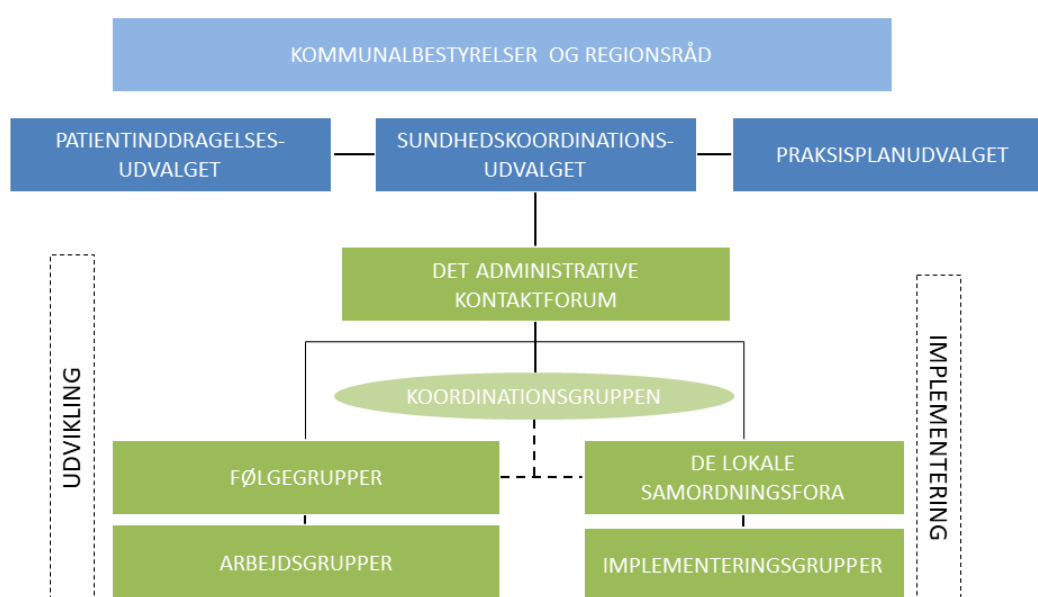 KOMMUNALBESTYRELSER OG REGIONSRÅD
PATIENTINDDRAGELSES-
UDVALGET
SUNDHEDSKOORDINATIONS-
UDVALGET
PRAKSISPLANUDVALGET
DET ADMINISTRATIVE
KONTAKTFORUM
UDVIKLING
IMPLEMENTERING
KOORDINATIONSGRUPPEN
FØLGEGRUPPER
DE LOKALE
SAMORDNINGSFORA
ARBEJDSGRUPPER
IMPLEMENTERINGSGRUPPER